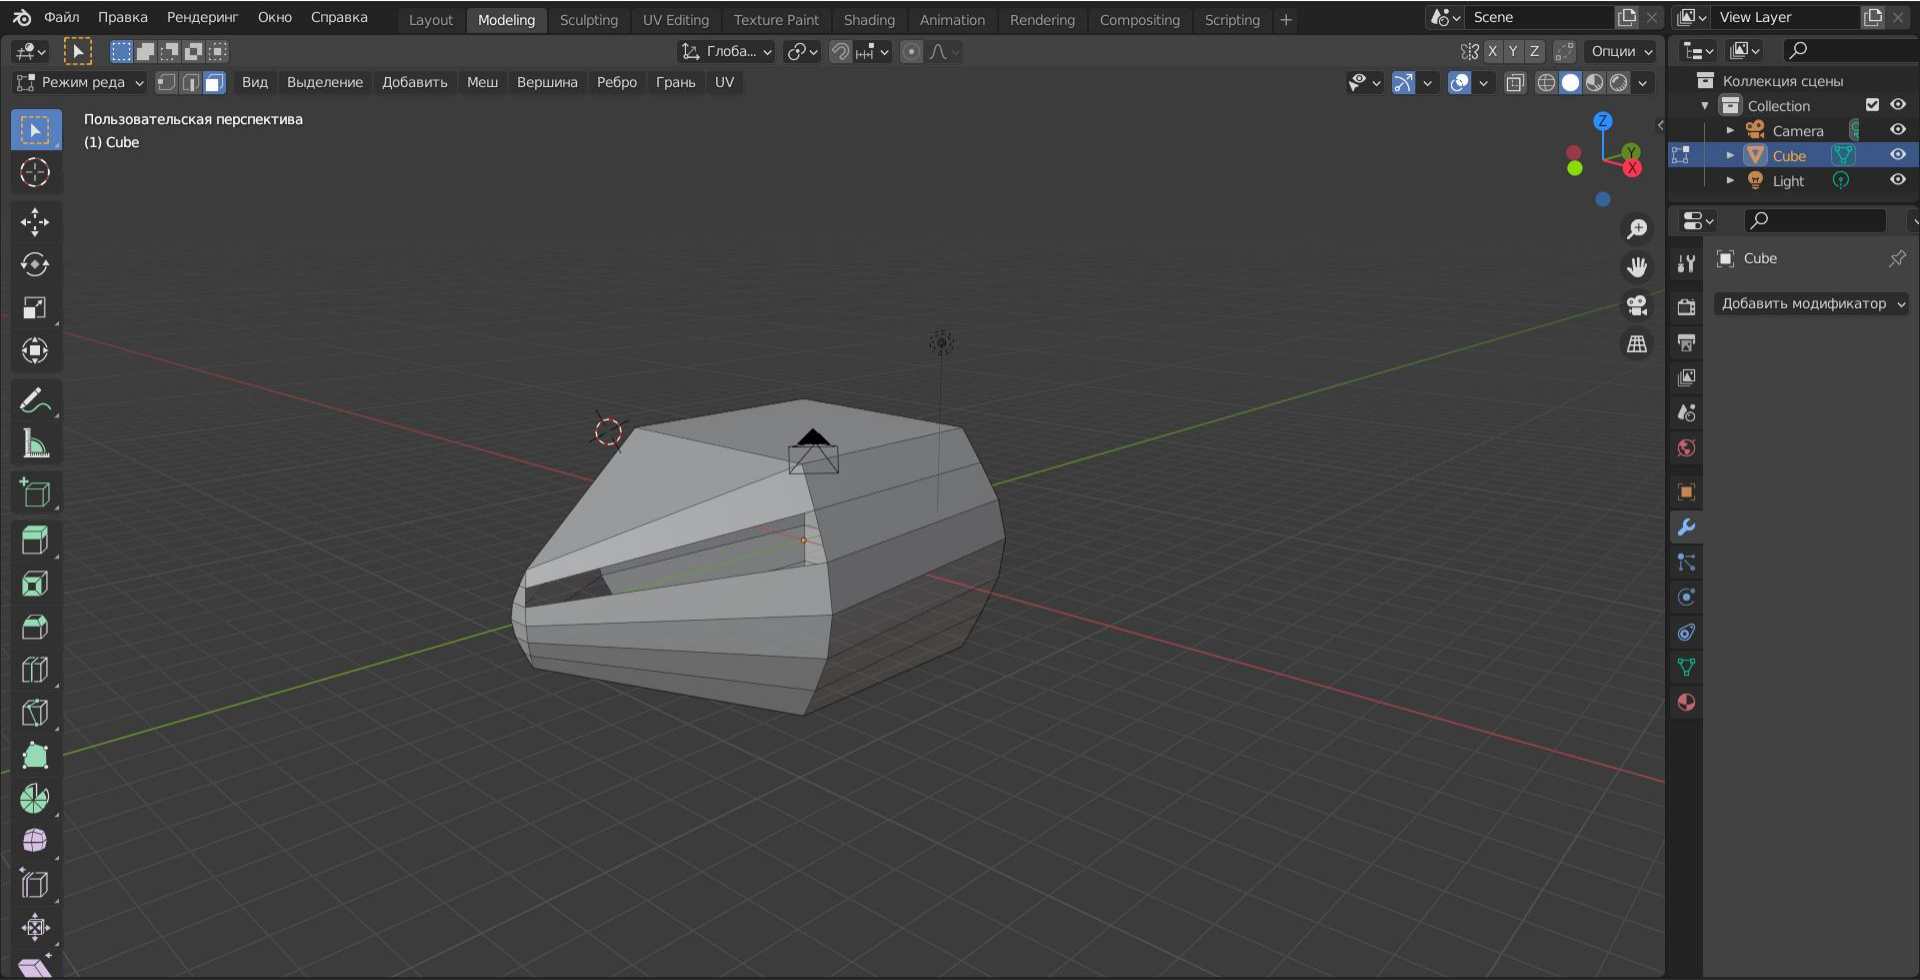 Файл Правка Рендеринг Окно Справка Layout Modeling Sculpting UV Editing Texture Paint Shading Animation Rendering Compositing Scripting + Scene View Layer
Глоба... X Y Z Опции
Режим реда Вид Выделение Добавить Меш Вершина Ребро Грань UV
Коллекция сцены
Collection
Camera
Cube
Light
Пользовательская перспектива
(1) Cube
Z
Y
X
Cube
Добавить модификатор